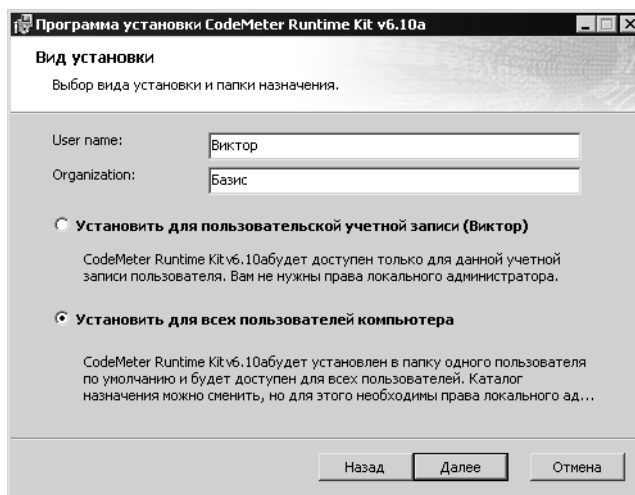 Программа установки CodeMeter Runtime Kit v6.10a
Вид установки
Выбор вида установки и папки назначения.
User name:
Виктор
Organization:
Базис
Установить для пользовательской учетной записи (Виктор)
CodeMeter Runtime Kitv6.10aбудет доступен только для данной учетной
записи пользователя. Вам не нужны права локального администратора.
Установить для всех пользователей компьютера
CodeMeter Runtime Kitv6.10aбудет установлен в папку одного пользователя
по умолчанию и будет доступен для всех пользователей. Каталог
назначения можно сменить, но для этого необходимы права локального ад...
Назад
Далее
Отмена